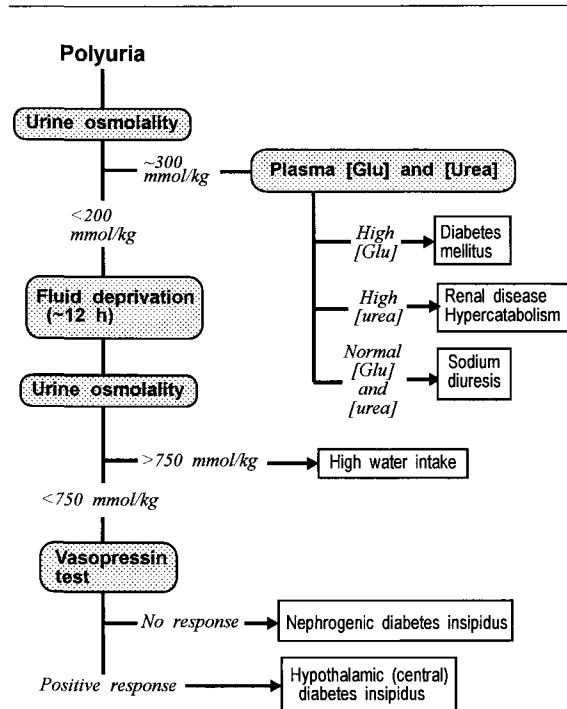 Polyuria
Urine osmolality
~300
mmol/kg
Plasma [Glu] and [Urea]
<200
mmol/kg
High
[Glu]
Diabetes
mellitus
High
[urea]
Renal disease
Hypercatabolism
Normal
[Glu]
and
[urea]
Sodium
diuresis
Fluid deprivation
(~12 h)
Urine osmolality
>750 mmol/kg
High water intake
<750 mmol/kg
Vasopressin
test
No response
Nephrogenic diabetes insipidus
Positive response
Hypothalamic (central)
diabetes insipidus